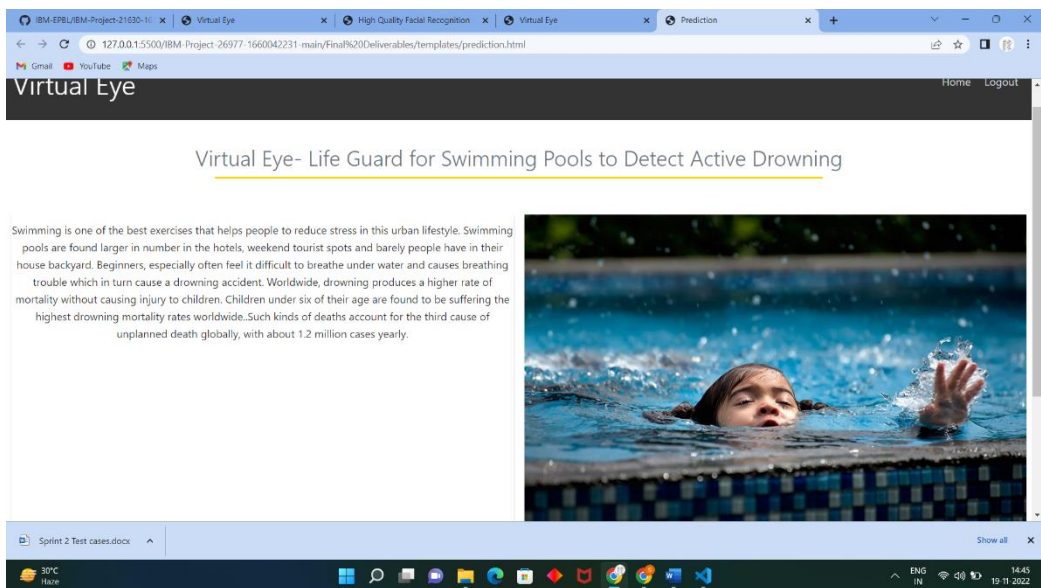 IBM-EPBL/IBM-Project-21630-16
Virtual Eye
High Quality Facial Recognition
Virtual Eye
Prediction
127.0.0.1:5500/IBM-Project-26977-1660042231-main/Final%20Deliverables/templates/prediction.html
Gmail YouTube Maps
Virtual Eye
Home Logout
Virtual Eye- Life Guard for Swimming Pools to Detect Active Drowning
Swimming is one of the best exercises that helps people to reduce stress in this urban lifestyle. Swimming
pools are found larger in number in the hotels, weekend tourist spots and barely people have in their
house backyard. Beginners, especially often feel it difficult to breathe under water and causes breathing
trouble which in turn cause a drowning accident. Worldwide, drowning produces a higher rate of
mortality without causing injury to children. Children under six of their age are found to be suffering the
highest drowning mortality rates worldwide..Such kinds of deaths account for the third cause of
unplanned death globally, with about 1.2 million cases yearly.
Sprint 2 Test cases.docx
Show all
30°C
Haze
ENG
IN
14:45
19-11-2022